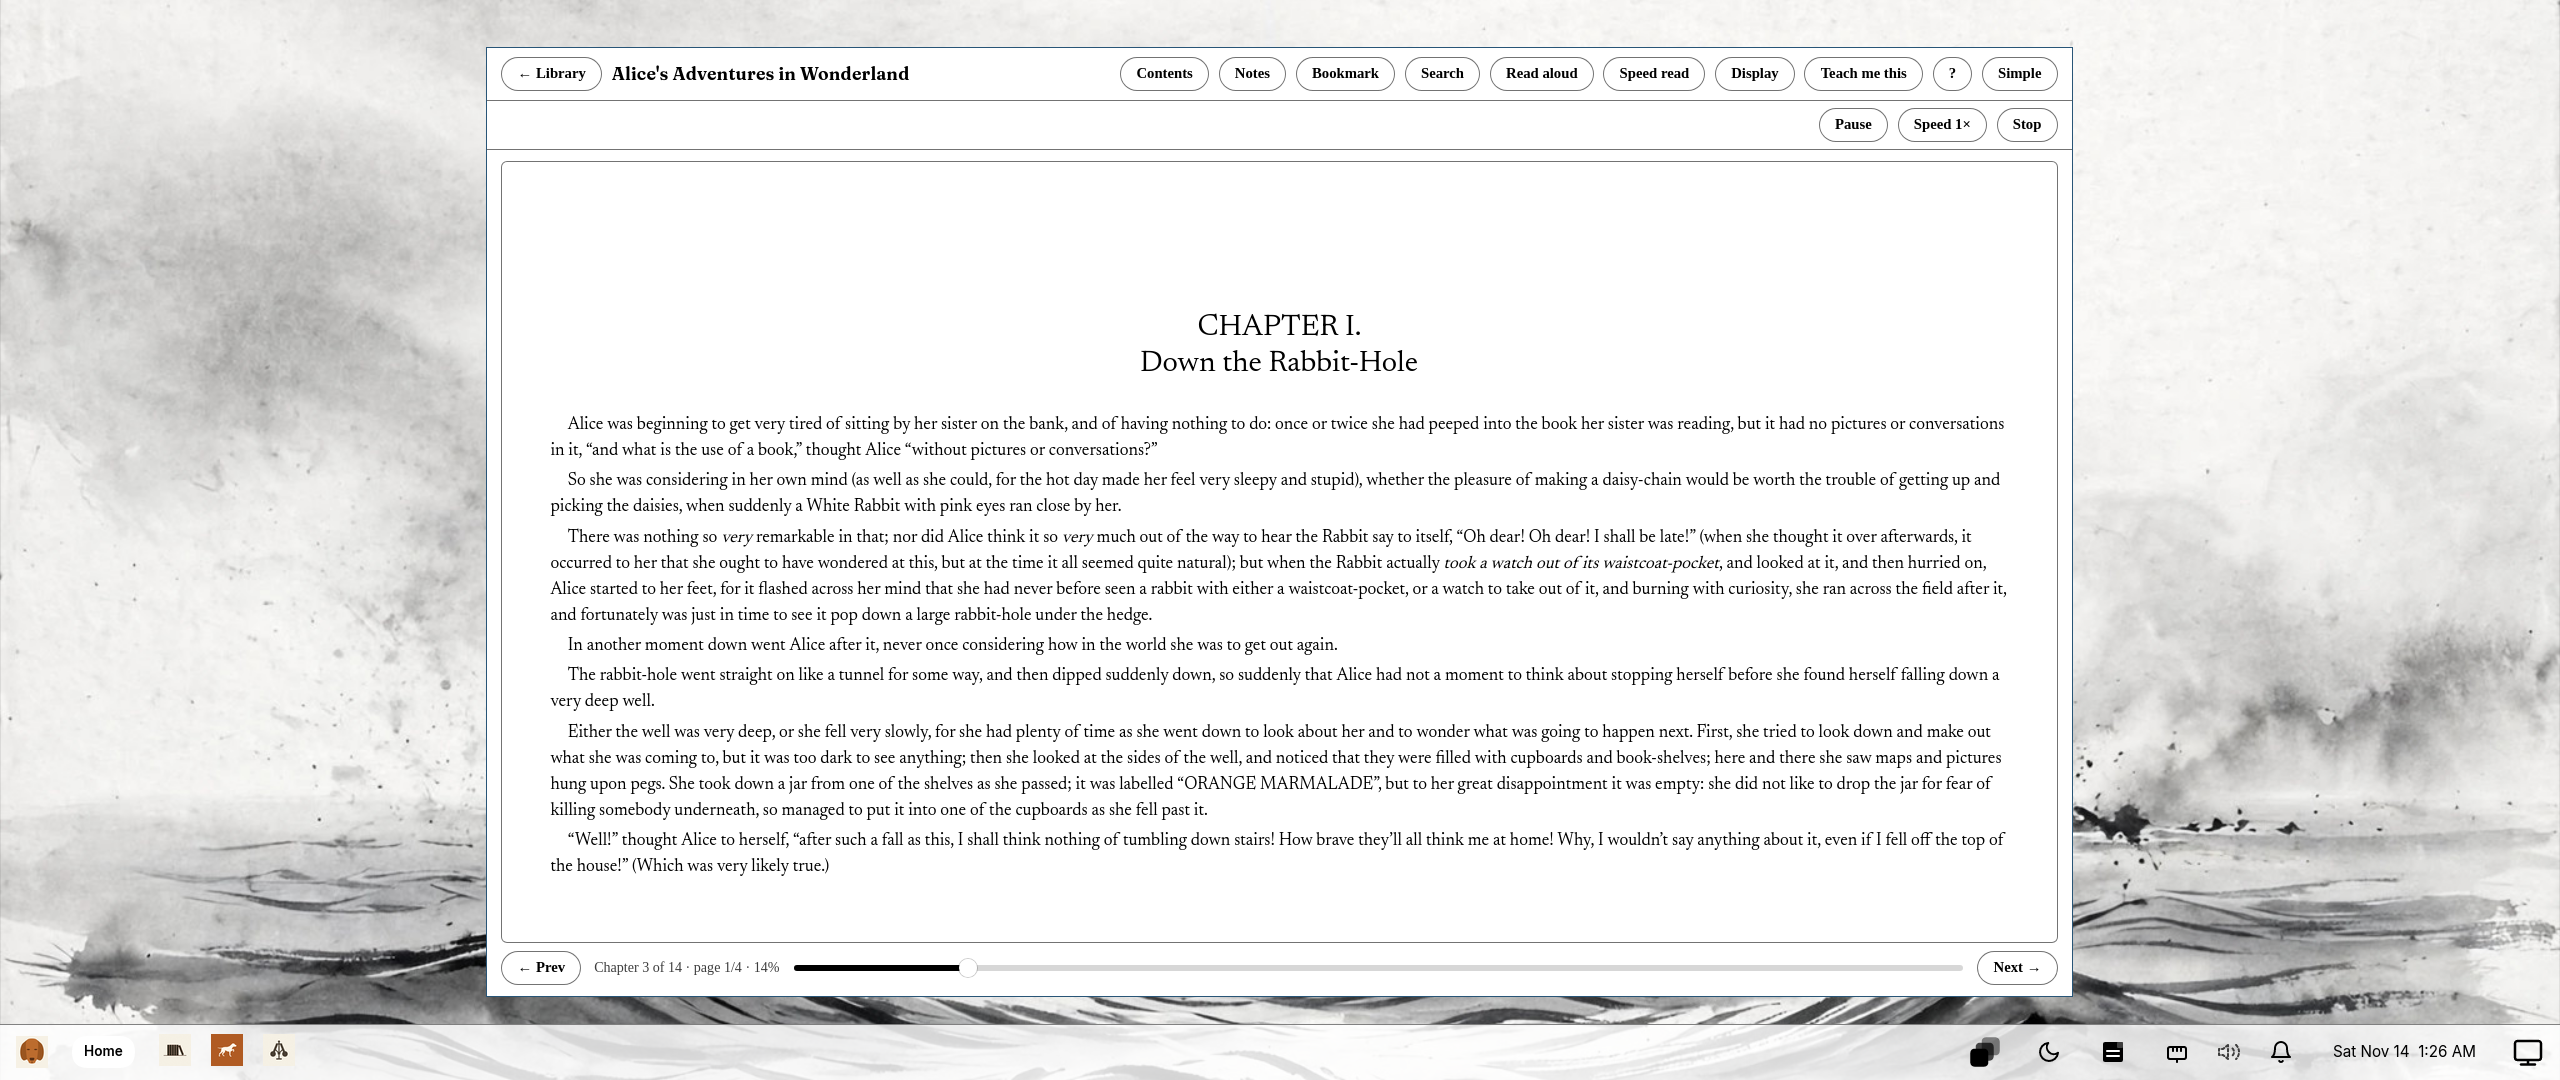 ← Library Alice's Adventures in Wonderland Contents Notes Bookmark Search Read aloud Speed read Display Teach me this ? Simple
Pause Speed 1× Stop
CHAPTER I.
Down the Rabbit-Hole
Alice was beginning to get very tired of sitting by her sister on the bank, and of having nothing to do: once or twice she had peeped into the book her sister was reading, but it had no pictures or conversations
in it, “and what is the use of a book,” thought Alice “without pictures or conversations?”
So she was considering in her own mind (as well as she could, for the hot day made her feel very sleepy and stupid), whether the pleasure of making a daisy-chain would be worth the trouble of getting up and
picking the daisies, when suddenly a White Rabbit with pink eyes ran close by her.
There was nothing so very remarkable in that; nor did Alice think it so very much out of the way to hear the Rabbit say to itself, “Oh dear! Oh dear! I shall be late!” (when she thought it over afterwards, it
occurred to her that she ought to have wondered at this, but at the time it all seemed quite natural); but when the Rabbit actually took a watch out of its waistcoat-pocket, and looked at it, and then hurried on,
Alice started to her feet, for it flashed across her mind that she had never before seen a rabbit with either a waistcoat-pocket, or a watch to take out of it, and burning with curiosity, she ran across the field after it,
and fortunately was just in time to see it pop down a large rabbit-hole under the hedge.
In another moment down went Alice after it, never once considering how in the world she was to get out again.
The rabbit-hole went straight on like a tunnel for some way, and then dipped suddenly down, so suddenly that Alice had not a moment to think about stopping herself before she found herself falling down a
very deep well.
Either the well was very deep, or she fell very slowly, for she had plenty of time as she went down to look about her and to wonder what was going to happen next. First, she tried to look down and make out
what she was coming to, but it was too dark to see anything; then she looked at the sides of the well, and noticed that they were filled with cupboards and book-shelves; here and there she saw maps and pictures
hung upon pegs. She took down a jar from one of the shelves as she passed; it was labelled “ORANGE MARMALADE”, but to her great disappointment it was empty: she did not like to drop the jar for fear of
killing somebody underneath, so managed to put it into one of the cupboards as she fell past it.
“Well!” thought Alice to herself, “after such a fall as this, I shall think nothing of tumbling down stairs! How brave they’ll all think me at home! Why, I wouldn’t say anything about it, even if I fell off the top of
the house!” (Which was very likely true.)
← Prev Chapter 3 of 14 · page 1/4 · 14% Next →
Home Sat Nov 14 1:26 AM